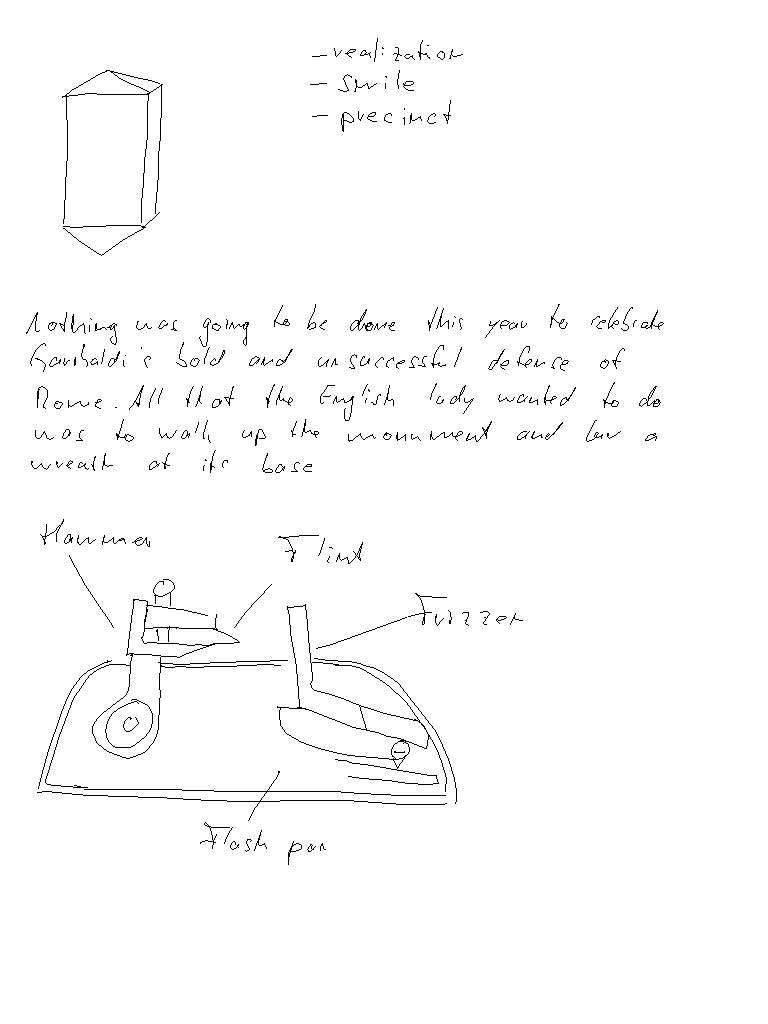 - realization
- smile
- precinct
Nothing was going to be done this year to celebrate
Garibaldi's bold and unsuccessful defense of
Rome. All that the English lady wanted to do
was to walk up the monument and lay a
wreath at its base
Hammer
Flint
Frizzen
Flash pan